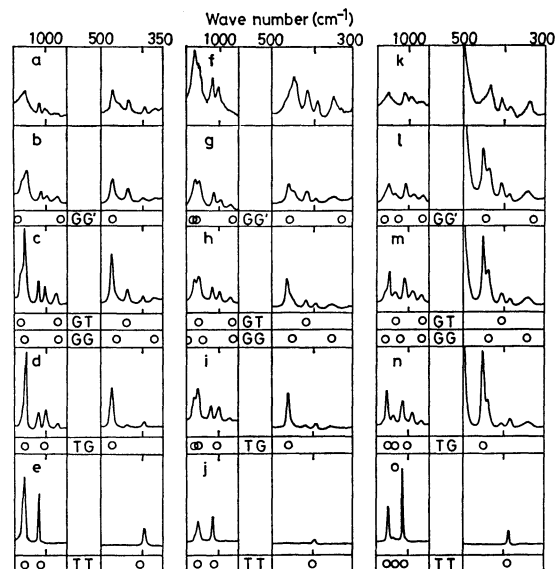 Wave number (cm⁻¹)
1000 500 350 1000 500 300 1000 500 300
a f k
b g l
GG' GG' GG'
c h m
GT GT GT
GG GG GG
d i n
TG TG TG
e j o
TT TT TT